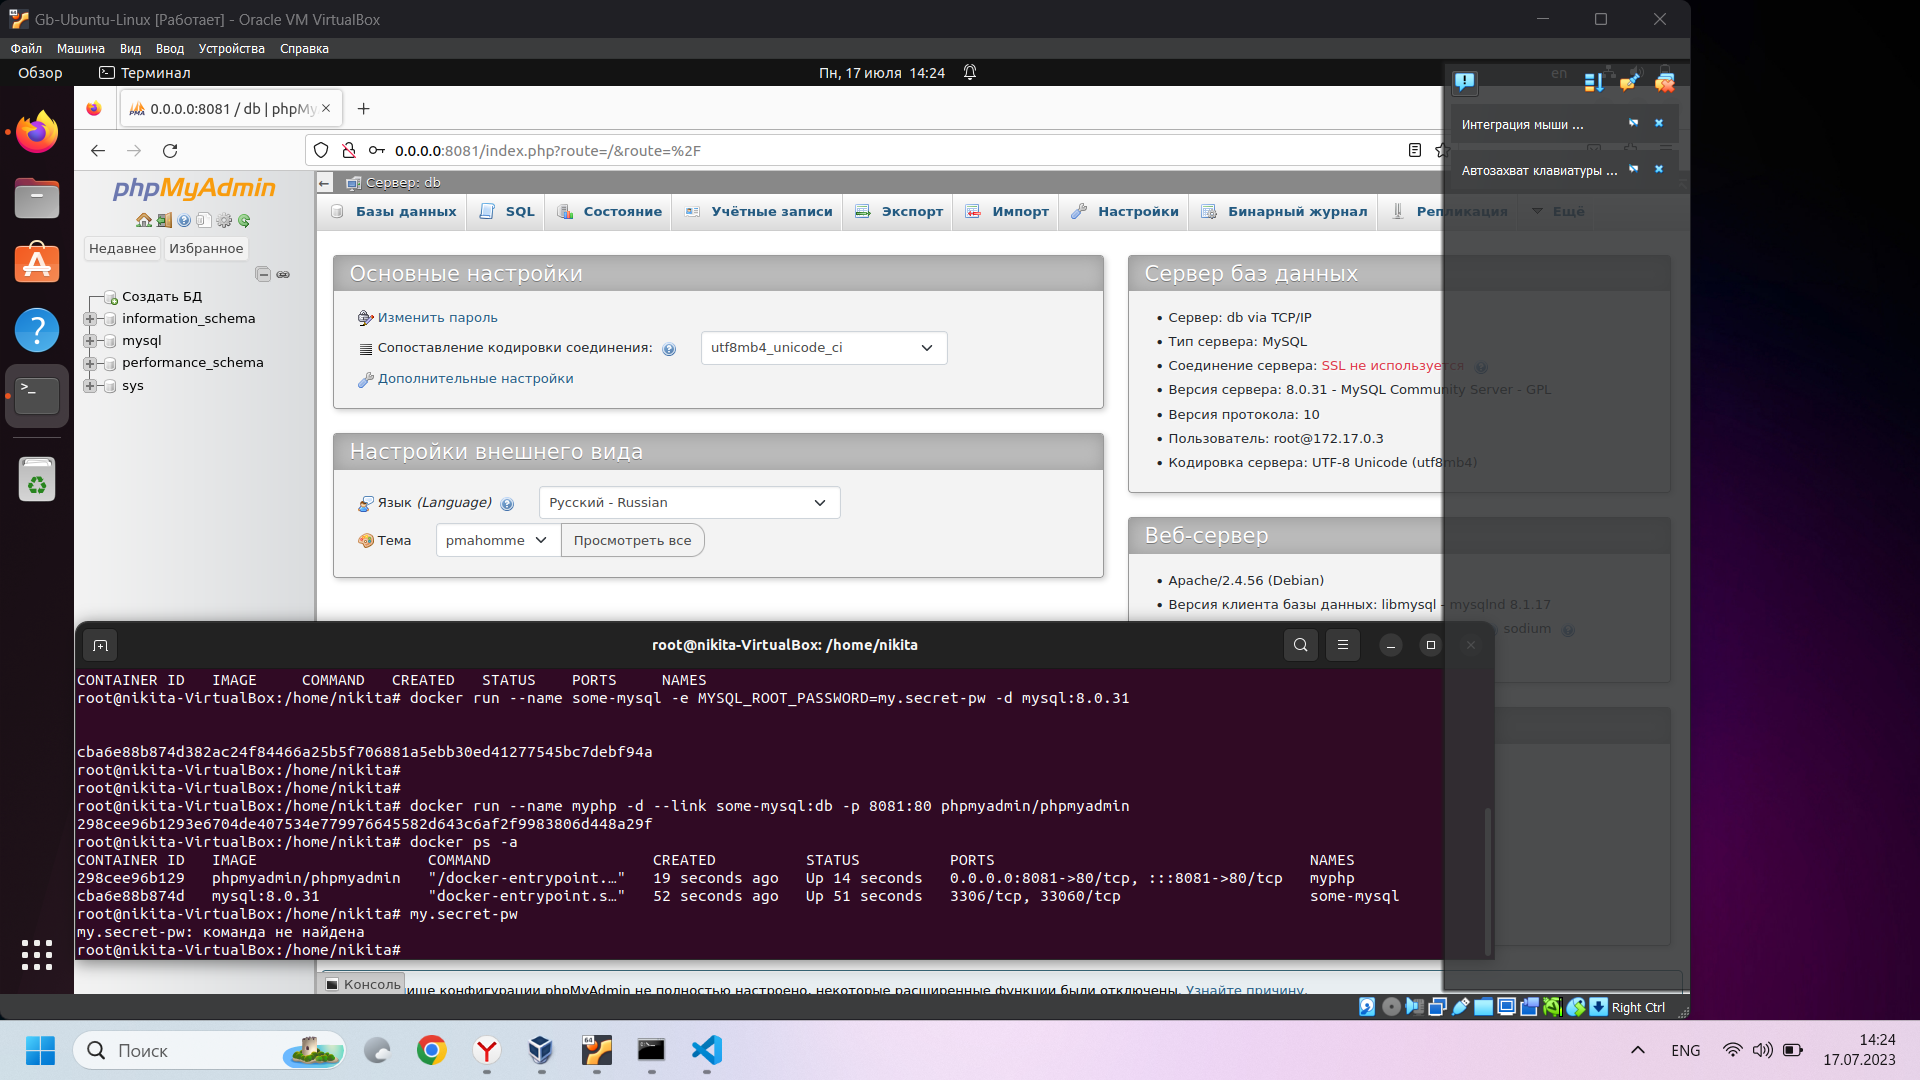 Gb-Ubuntu-Linux [Работает] - Oracle VM VirtualBox
Файл Машина Вид Ввод Устройства Справка
Обзор Терминал Пн, 17 июля 14:24 en
0.0.0.0:8081 / db | phpMy
0.0.0.0:8081/index.php?route=/&route=%2F
Интеграция мыши ...
Автозахват клавиатуры ...
phpMyAdmin
Недавнее Избранное
Создать БД
information_schema
mysql
performance_schema
sys
Сервер: db
Базы данных SQL Состояние Учётные записи Экспорт Импорт Настройки Бинарный журнал Репликация Ещё
Основные настройки
Изменить пароль
Сопоставление кодировки соединения: utf8mb4_unicode_ci
Дополнительные настройки
Настройки внешнего вида
Язык (Language) Русский - Russian
Тема pmahomme Просмотреть все
Сервер баз данных
• Сервер: db via TCP/IP
• Тип сервера: MySQL
• Соединение сервера: SSL не используется
• Версия сервера: 8.0.31 - MySQL Community Server - GPL
• Версия протокола: 10
• Пользователь: root@172.17.0.3
• Кодировка сервера: UTF-8 Unicode (utf8mb4)
Веб-сервер
• Apache/2.4.56 (Debian)
• Версия клиента базы данных: libmysql - mysqlnd 8.1.17
sodium
root@nikita-VirtualBox: /home/nikita
CONTAINER ID IMAGE COMMAND CREATED STATUS PORTS NAMES
root@nikita-VirtualBox:/home/nikita# docker run --name some-mysql -e MYSQL_ROOT_PASSWORD=my.secret-pw -d mysql:8.0.31
cba6e88b874d382ac24f84466a25b5f706881a5ebb30ed41277545bc7debf94a
root@nikita-VirtualBox:/home/nikita#
root@nikita-VirtualBox:/home/nikita#
root@nikita-VirtualBox:/home/nikita# docker run --name myphp -d --link some-mysql:db -p 8081:80 phpmyadmin/phpmyadmin
298cee96b1293e6704de407534e779976645582d643c6af2f9983806d448a29f
root@nikita-VirtualBox:/home/nikita# docker ps -a
CONTAINER ID IMAGE COMMAND CREATED STATUS PORTS NAMES
298cee96b129 phpmyadmin/phpmyadmin "/docker-entrypoint.…" 19 seconds ago Up 14 seconds 0.0.0.0:8081->80/tcp, :::8081->80/tcp myphp
cba6e88b874d mysql:8.0.31 "docker-entrypoint.s…" 52 seconds ago Up 51 seconds 3306/tcp, 33060/tcp some-mysql
root@nikita-VirtualBox:/home/nikita# my.secret-pw
my.secret-pw: команда не найдена
root@nikita-VirtualBox:/home/nikita#
Консоль
конфигурации phpMyAdmin не полностью настроено, некоторые расширенные функции были отключены. Узнайте причину.
Right Ctrl
Поиск
64
ENG
14:24
17.07.2023